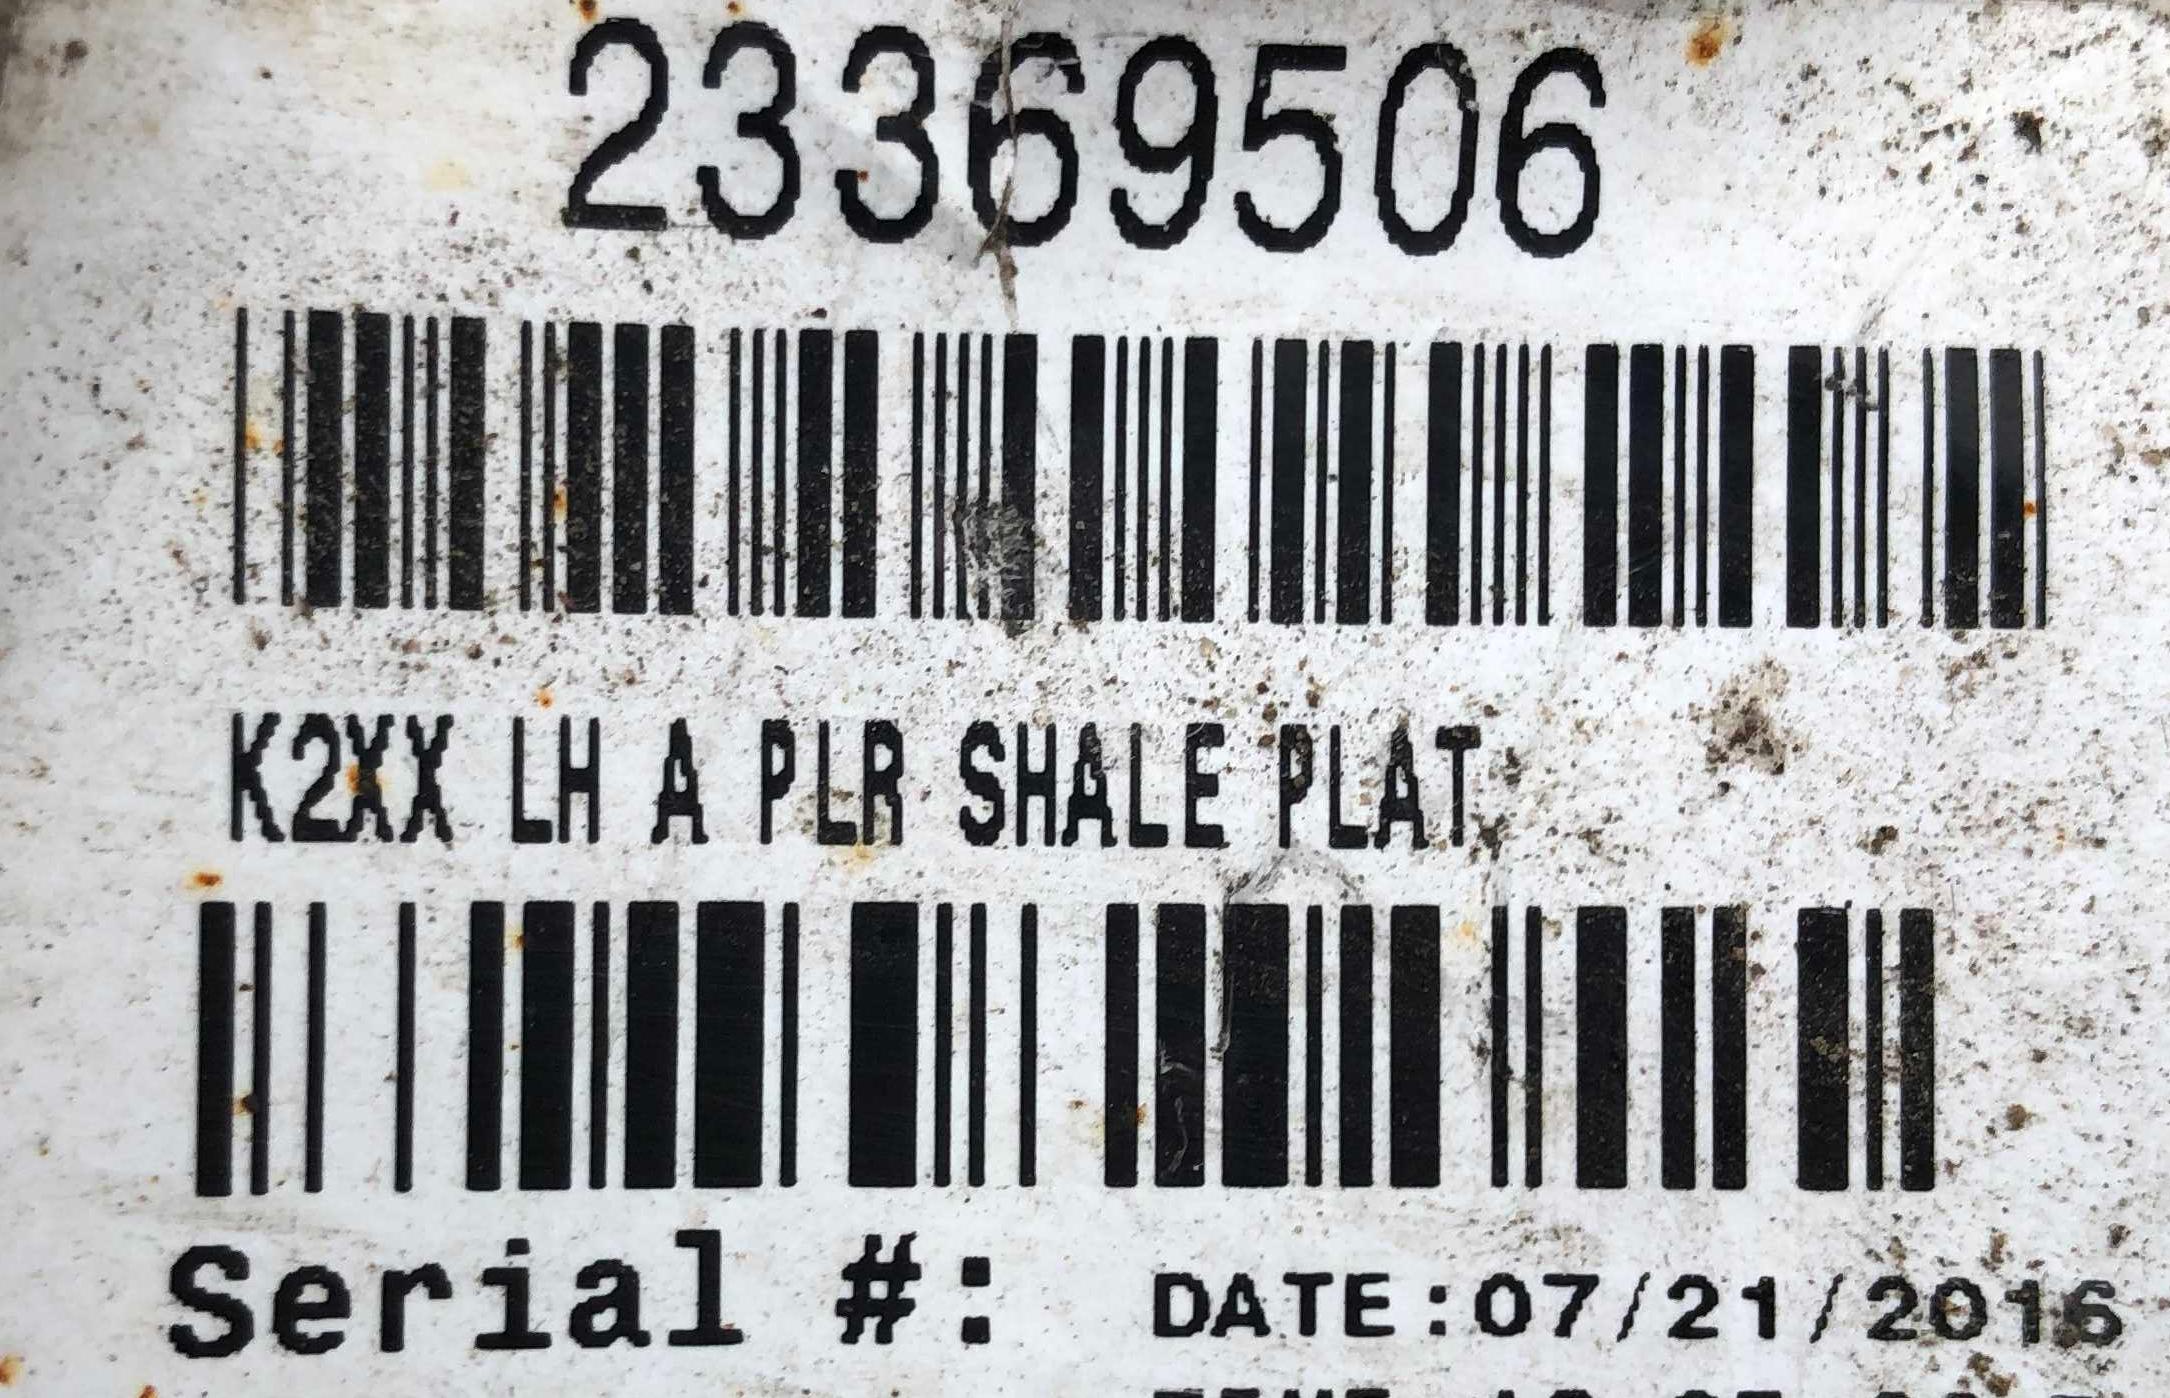 23369506
K2XX LH A PLR SHALE PLAT
Serial #:
DATE:07/21/2016